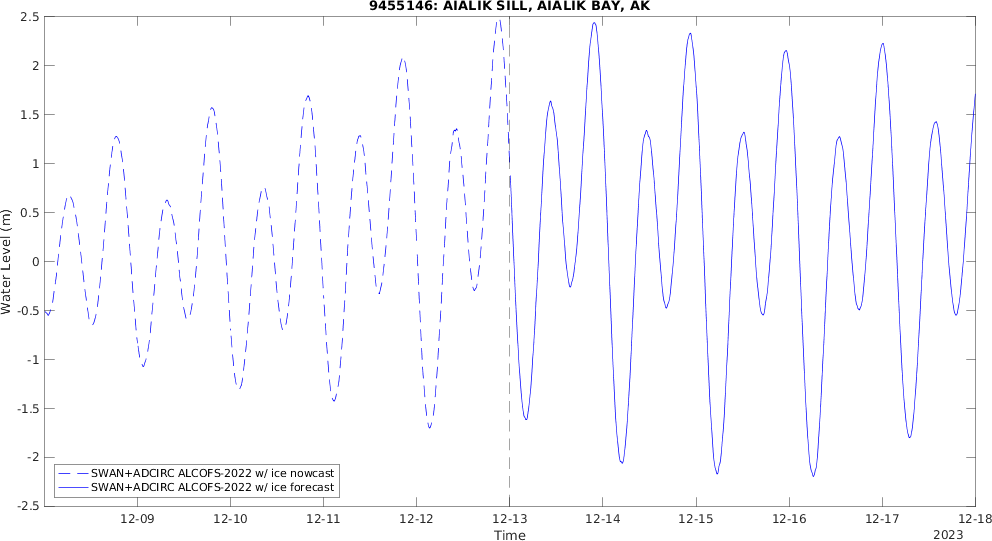 9455146: AIALIK SILL, AIALIK BAY, AK
2.5
2
1.5
1
0.5
0
-0.5
-1
-1.5
-2
-2.5
Water Level (m)
SWAN+ADCIRC ALCOFS-2022 w/ ice nowcast
SWAN+ADCIRC ALCOFS-2022 w/ ice forecast
12-09 12-10 12-11 12-12 12-13 12-14 12-15 12-16 12-17 12-18
Time
2023